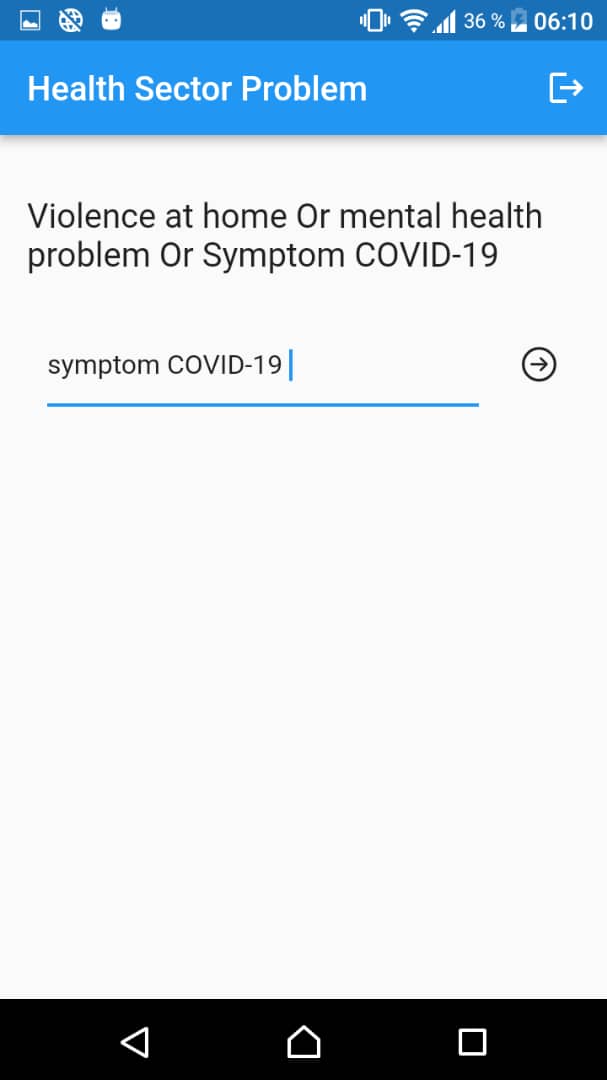 36 % 06:10
Health Sector Problem
Violence at home Or mental health
problem Or Symptom COVID-19
symptom COVID-19